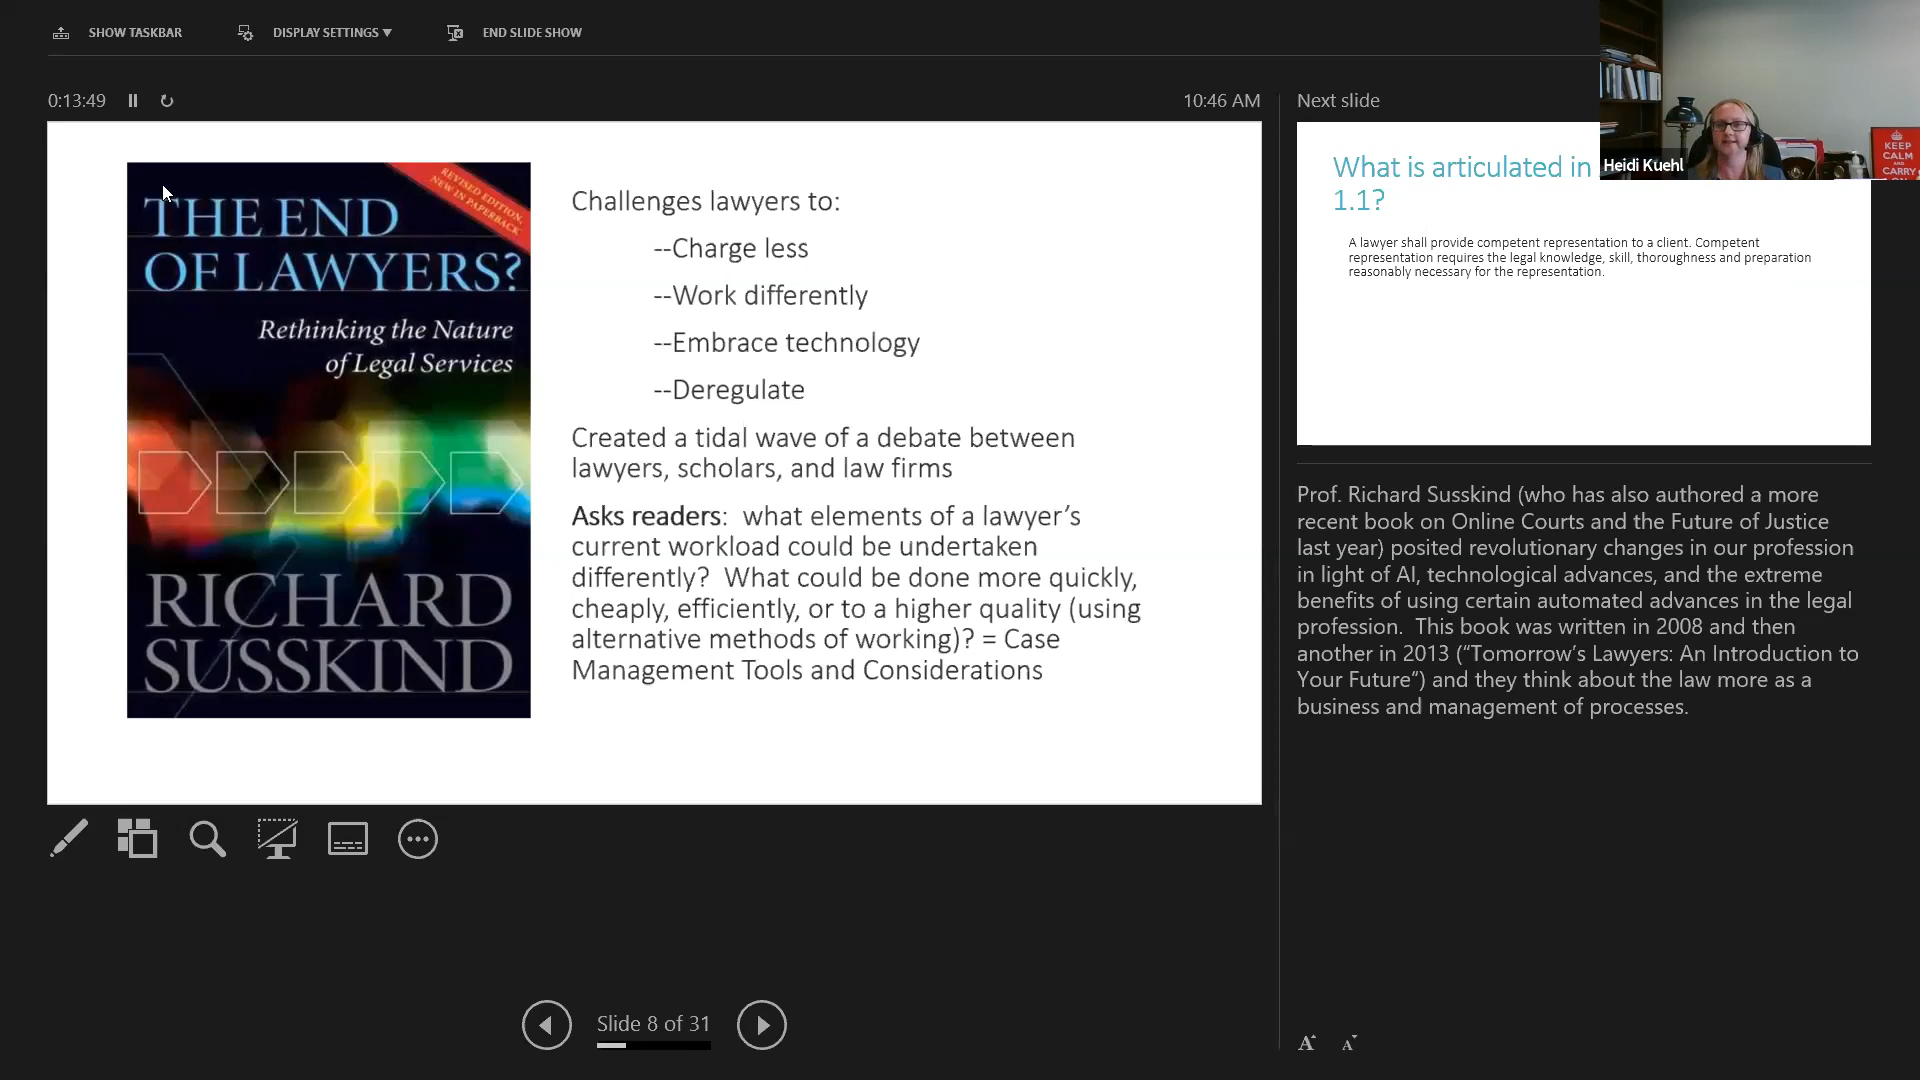 SHOW TASKBAR
DISPLAY SETTINGS ▼
END SLIDE SHOW
0:13:49
10:46 AM
REVISED EDITION,
NEW IN PAPERBACK
THE END
OF LAWYERS?
Rethinking the Nature
of Legal Services
RICHARD
SUSSKIND
Challenges lawyers to:
--Charge less
--Work differently
--Embrace technology
--Deregulate
Created a tidal wave of a debate between
lawyers, scholars, and law firms
Asks readers:  what elements of a lawyer’s
current workload could be undertaken
differently?  What could be done more quickly,
cheaply, efficiently, or to a higher quality (using
alternative methods of working)? = Case
Management Tools and Considerations
Slide 8 of 31
Next slide
What is articulated in
1.1?
A lawyer shall provide competent representation to a client. Competent
representation requires the legal knowledge, skill, thoroughness and preparation
reasonably necessary for the representation.
Heidi Kuehl
KEEP
CALM
AND
CARRY
Prof. Richard Susskind (who has also authored a more
recent book on Online Courts and the Future of Justice
last year) posited revolutionary changes in our profession
in light of AI, technological advances, and the extreme
benefits of using certain automated advances in the legal
profession.  This book was written in 2008 and then
another in 2013 (“Tomorrow’s Lawyers: An Introduction to
Your Future”) and they think about the law more as a
business and management of processes.
A A